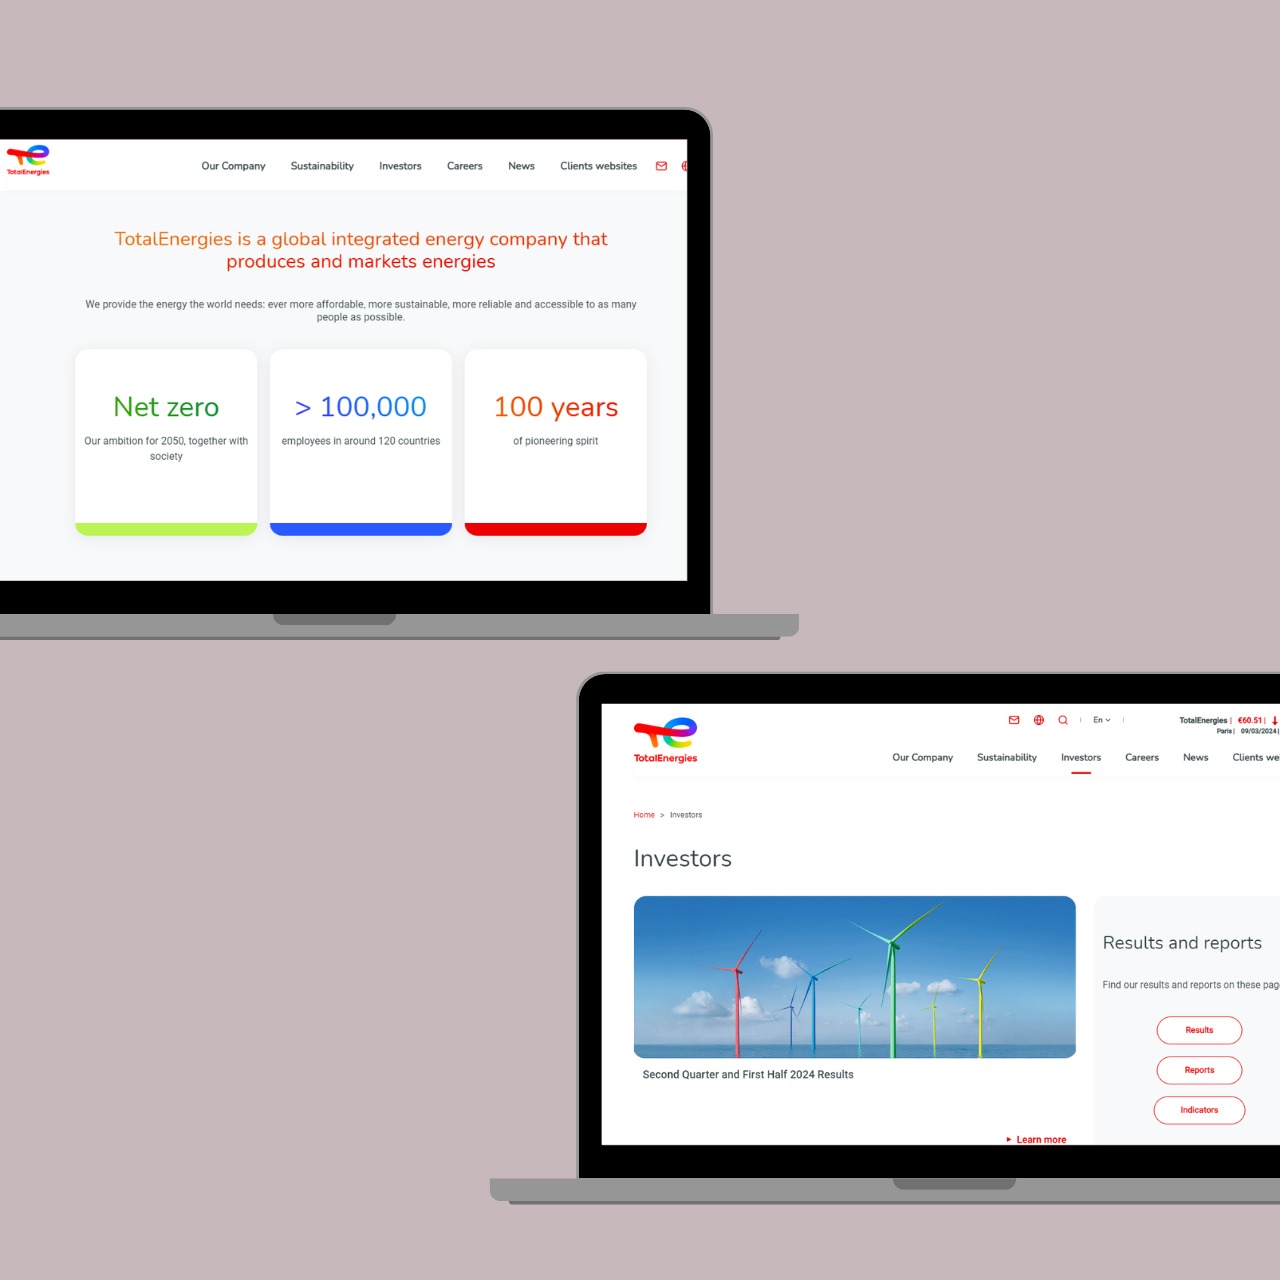 TotalEnergies
Our Company Sustainability Investors Careers News Clients websites
TotalEnergies is a global integrated energy company that
produces and markets energies
We provide the energy the world needs: ever more affordable, more sustainable, more reliable and accessible to as many
people as possible.
Net zero
Our ambition for 2050, together with
society
> 100,000
employees in around 120 countries
100 years
of pioneering spirit
TotalEnergies
En
TotalEnergies | €60.51 |
Paris | 09/03/2024 |
Our Company Sustainability Investors Careers News Clients we
Home > Investors
Investors
Second Quarter and First Half 2024 Results
Learn more
Results and reports
Find our results and reports on these pag
Results
Reports
Indicators